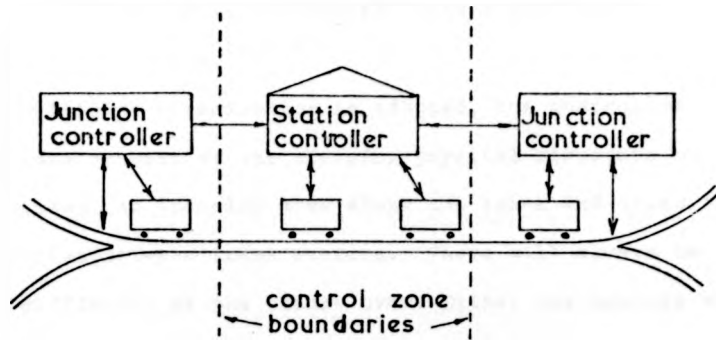 Junction
controller
Station
controller
Junction
controller
control zone
boundaries